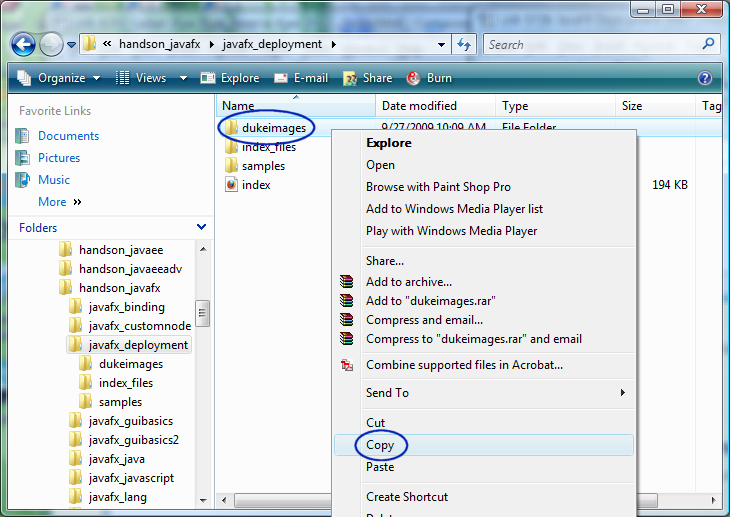 « handson_javafx ▸ javafx_deployment ▸
Search
Organize Views Explore E-mail Share Burn
Favorite Links
Documents
Pictures
Music
More »
Folders
handson_javaee
handson_javaeeadv
handson_javafx
javafx_binding
javafx_customnode
javafx_deployment
dukeimages
index_files
samples
javafx_guibasics
javafx_guibasics2
javafx_java
javafx_javascript
javafx_lang
Name Date modified Type Size Tag
dukeimages 9/27/2009 10:09 AM File Folder
index_files
samples
index 194 KB
Explore
Open
Browse with Paint Shop Pro
Add to Windows Media Player list
Play with Windows Media Player
Share...
Add to archive...
Add to "dukeimages.rar"
Compress and email...
Compress to "dukeimages.rar" and email
Combine supported files in Acrobat...
Send To
Cut
Copy
Paste
Create Shortcut